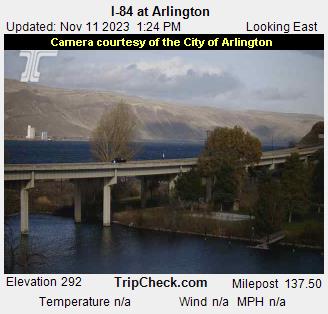 I-84 at Arlington
Updated: Nov 11 2023 1:24 PM Looking East
Camera courtesy of the City of Arlington
Elevation 292 TripCheck.com Milepost 137.50
Temperature n/a Wind n/a MPH n/a